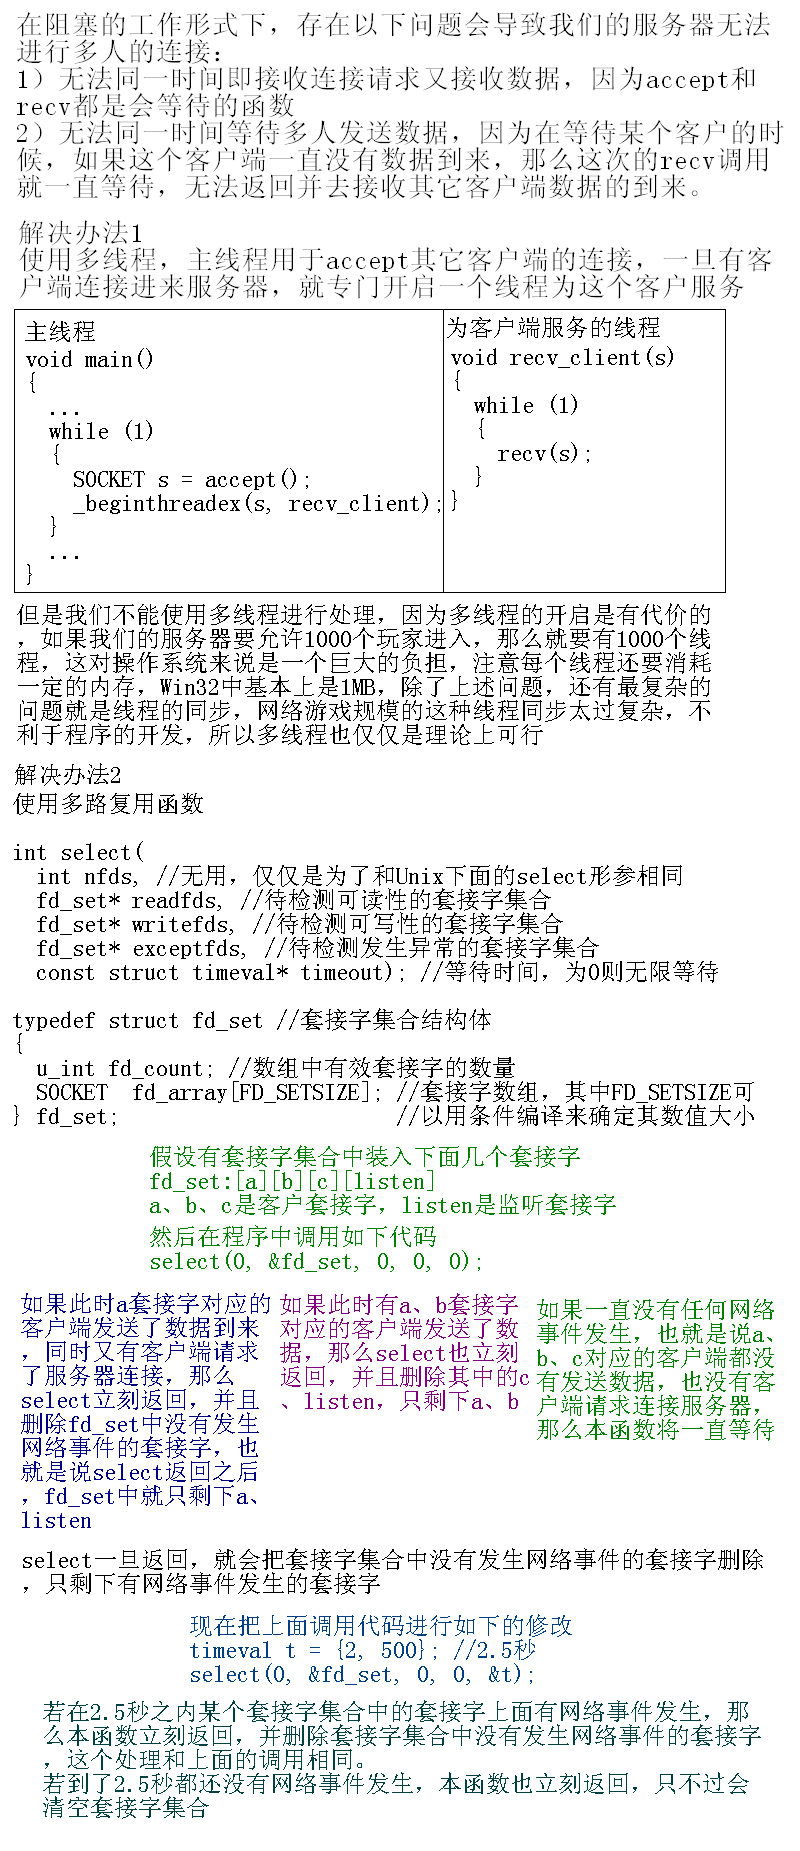 在阻塞的工作形式下，存在以下问题会导致我们的服务器无法
进行多人的连接：
1）无法同一时间即接收连接请求又接收数据，因为accept和
recv都是会等待的函数
2）无法同一时间等待多人发送数据，因为在等待某个客户的时
候，如果这个客户端一直没有数据到来，那么这次的recv调用
就一直等待，无法返回并去接收其它客户端数据的到来。
解决办法1
使用多线程，主线程用于accept其它客户端的连接，一旦有客
户端连接进来服务器，就专门开启一个线程为这个客户服务
主线程
void main()
{
...
while (1)
{
SOCKET s = accept();
_beginthreadex(s, recv_client);
}
...
}
为客户端服务的线程
void recv_client(s)
{
while (1)
{
recv(s);
}
}
但是我们不能使用多线程进行处理，因为多线程的开启是有代价的
，如果我们的服务器要允许1000个玩家进入，那么就要有1000个线
程，这对操作系统来说是一个巨大的负担，注意每个线程还要消耗
一定的内存，Win32中基本上是1MB，除了上述问题，还有最复杂的
问题就是线程的同步，网络游戏规模的这种线程同步太过复杂，不
利于程序的开发，所以多线程也仅仅是理论上可行
解决办法2
使用多路复用函数
int select(
int nfds, //无用，仅仅是为了和Unix下面的select形参相同
fd_set* readfds, //待检测可读性的套接字集合
fd_set* writefds, //待检测可写性的套接字集合
fd_set* exceptfds, //待检测发生异常的套接字集合
const struct timeval* timeout); //等待时间，为0则无限等待
typedef struct fd_set //套接字集合结构体
{
u_int fd_count; //数组中有效套接字的数量
SOCKET  fd_array[FD_SETSIZE]; //套接字数组，其中FD_SETSIZE可
} fd_set; //以用条件编译来确定其数值大小
假设有套接字集合中装入下面几个套接字
fd_set:[a][b][c][listen]
a、b、c是客户套接字，listen是监听套接字
然后在程序中调用如下代码
select(0, &fd_set, 0, 0, 0);
如果此时a套接字对应的
客户端发送了数据到来
，同时又有客户端请求
了服务器连接，那么
select立刻返回，并且
删除fd_set中没有发生
网络事件的套接字，也
就是说select返回之后
，fd_set中就只剩下a、
listen
如果此时有a、b套接字
对应的客户端发送了数
据，那么select也立刻
返回，并且删除其中的c
、listen，只剩下a、b
如果一直没有任何网络
事件发生，也就是说a、
b、c对应的客户端都没
有发送数据，也没有客
户端请求连接服务器，
那么本函数将一直等待
select一旦返回，就会把套接字集合中没有发生网络事件的套接字删除
，只剩下有网络事件发生的套接字
现在把上面调用代码进行如下的修改
timeval t = {2, 500}; //2.5秒
select(0, &fd_set, 0, 0, &t);
若在2.5秒之内某个套接字集合中的套接字上面有网络事件发生，那
么本函数立刻返回，并删除套接字集合中没有发生网络事件的套接字
，这个处理和上面的调用相同。
若到了2.5秒都还没有网络事件发生，本函数也立刻返回，只不过会
清空套接字集合